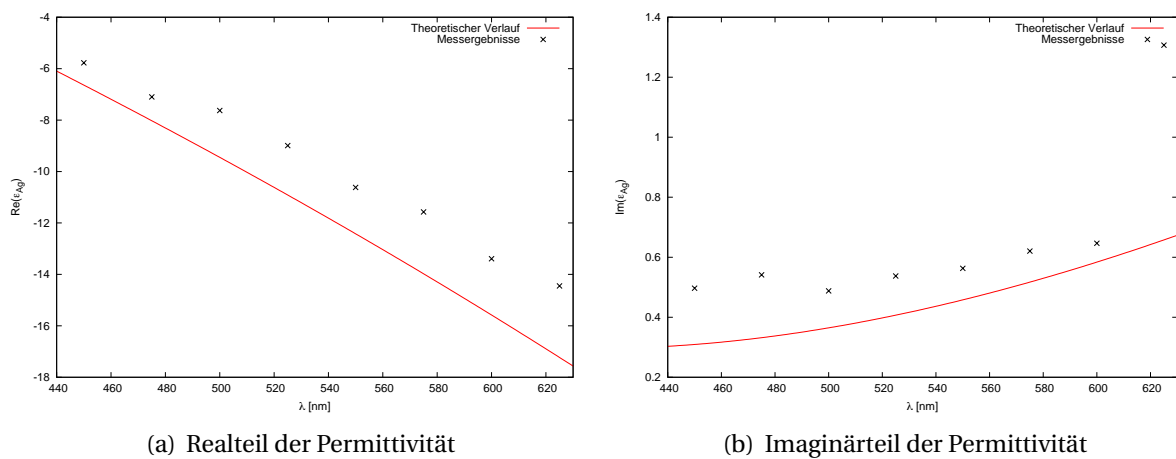 -4
-6
-8
-10
-12
-14
-16
-18
440 460 480 500 520 540 560 580 600 620
Re(εAg)
λ [nm]
Theoretischer Verlauf
Messergebnisse
(a) Realteil der Permittivität
1.4
1.2
1
0.8
0.6
0.4
0.2
440 460 480 500 520 540 560 580 600 620
Im(εAg)
λ [nm]
Theoretischer Verlauf
Messergebnisse
(b) Imaginärteil der Permittivität